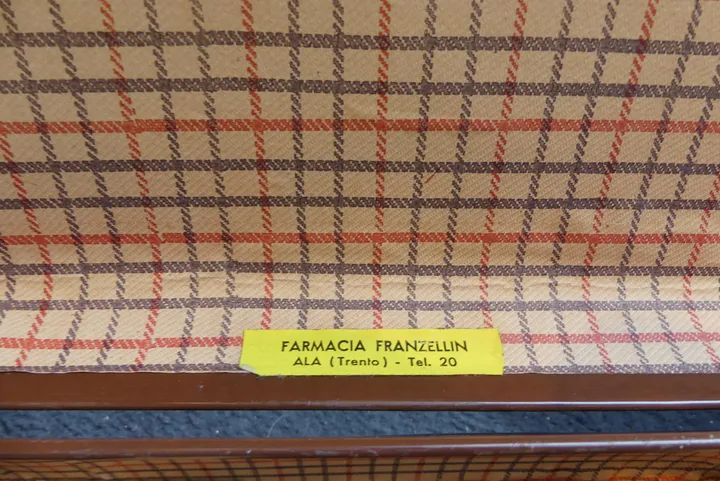 FARMACIA FRANZELLIN
ALA (Trento) - Tel. 20